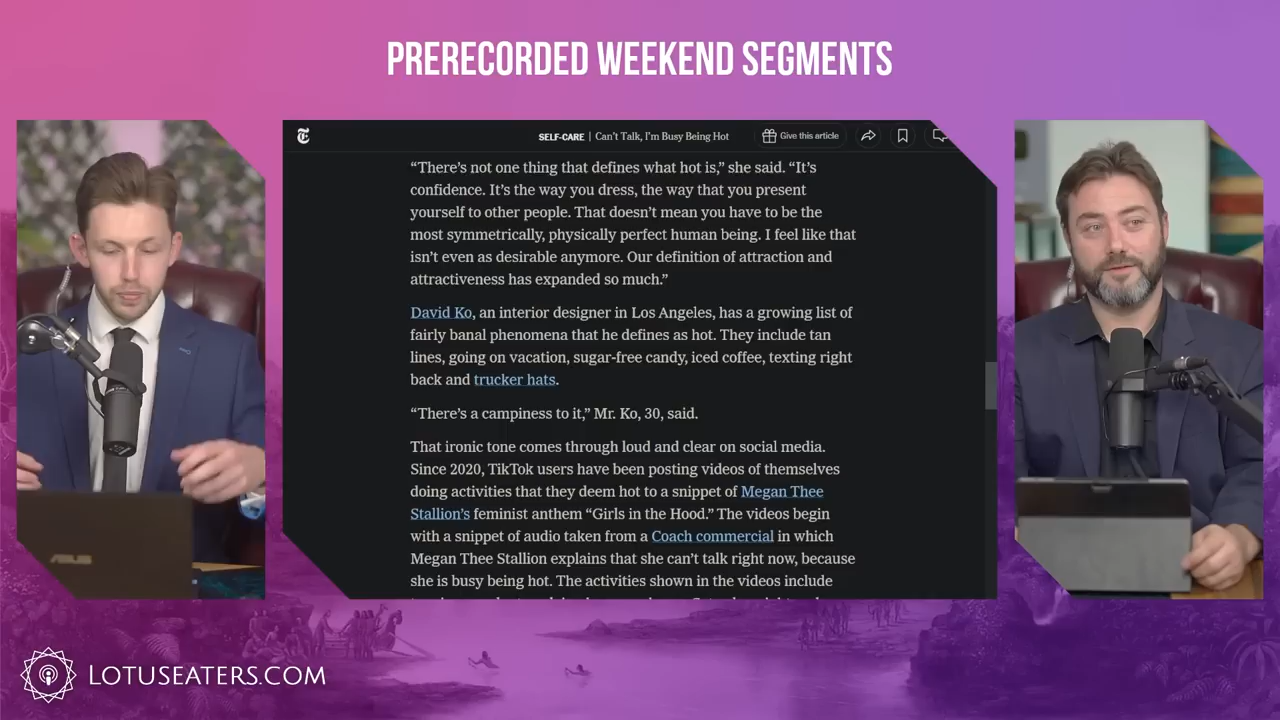 PRERECORDED WEEKEND SEGMENTS
SELF-CARE | Can't Talk, I'm Busy Being Hot
Give this article
“There’s not one thing that defines what hot is,” she said. “It’s
confidence. It’s the way you dress, the way that you present
yourself to other people. That doesn’t mean you have to be the
most symmetrically, physically perfect human being. I feel like that
isn’t even as desirable anymore. Our definition of attraction and
attractiveness has expanded so much.”
David Ko, an interior designer in Los Angeles, has a growing list of
fairly banal phenomena that he defines as hot. They include tan
lines, going on vacation, sugar-free candy, iced coffee, texting right
back and trucker hats.
“There’s a campiness to it,” Mr. Ko, 30, said.
That ironic tone comes through loud and clear on social media.
Since 2020, TikTok users have been posting videos of themselves
doing activities that they deem hot to a snippet of Megan Thee
Stallion’s feminist anthem “Girls in the Hood.” The videos begin
with a snippet of audio taken from a Coach commercial in which
Megan Thee Stallion explains that she can’t talk right now, because
she is busy being hot. The activities shown in the videos include
ASUS
LOTUSEATERS.COM